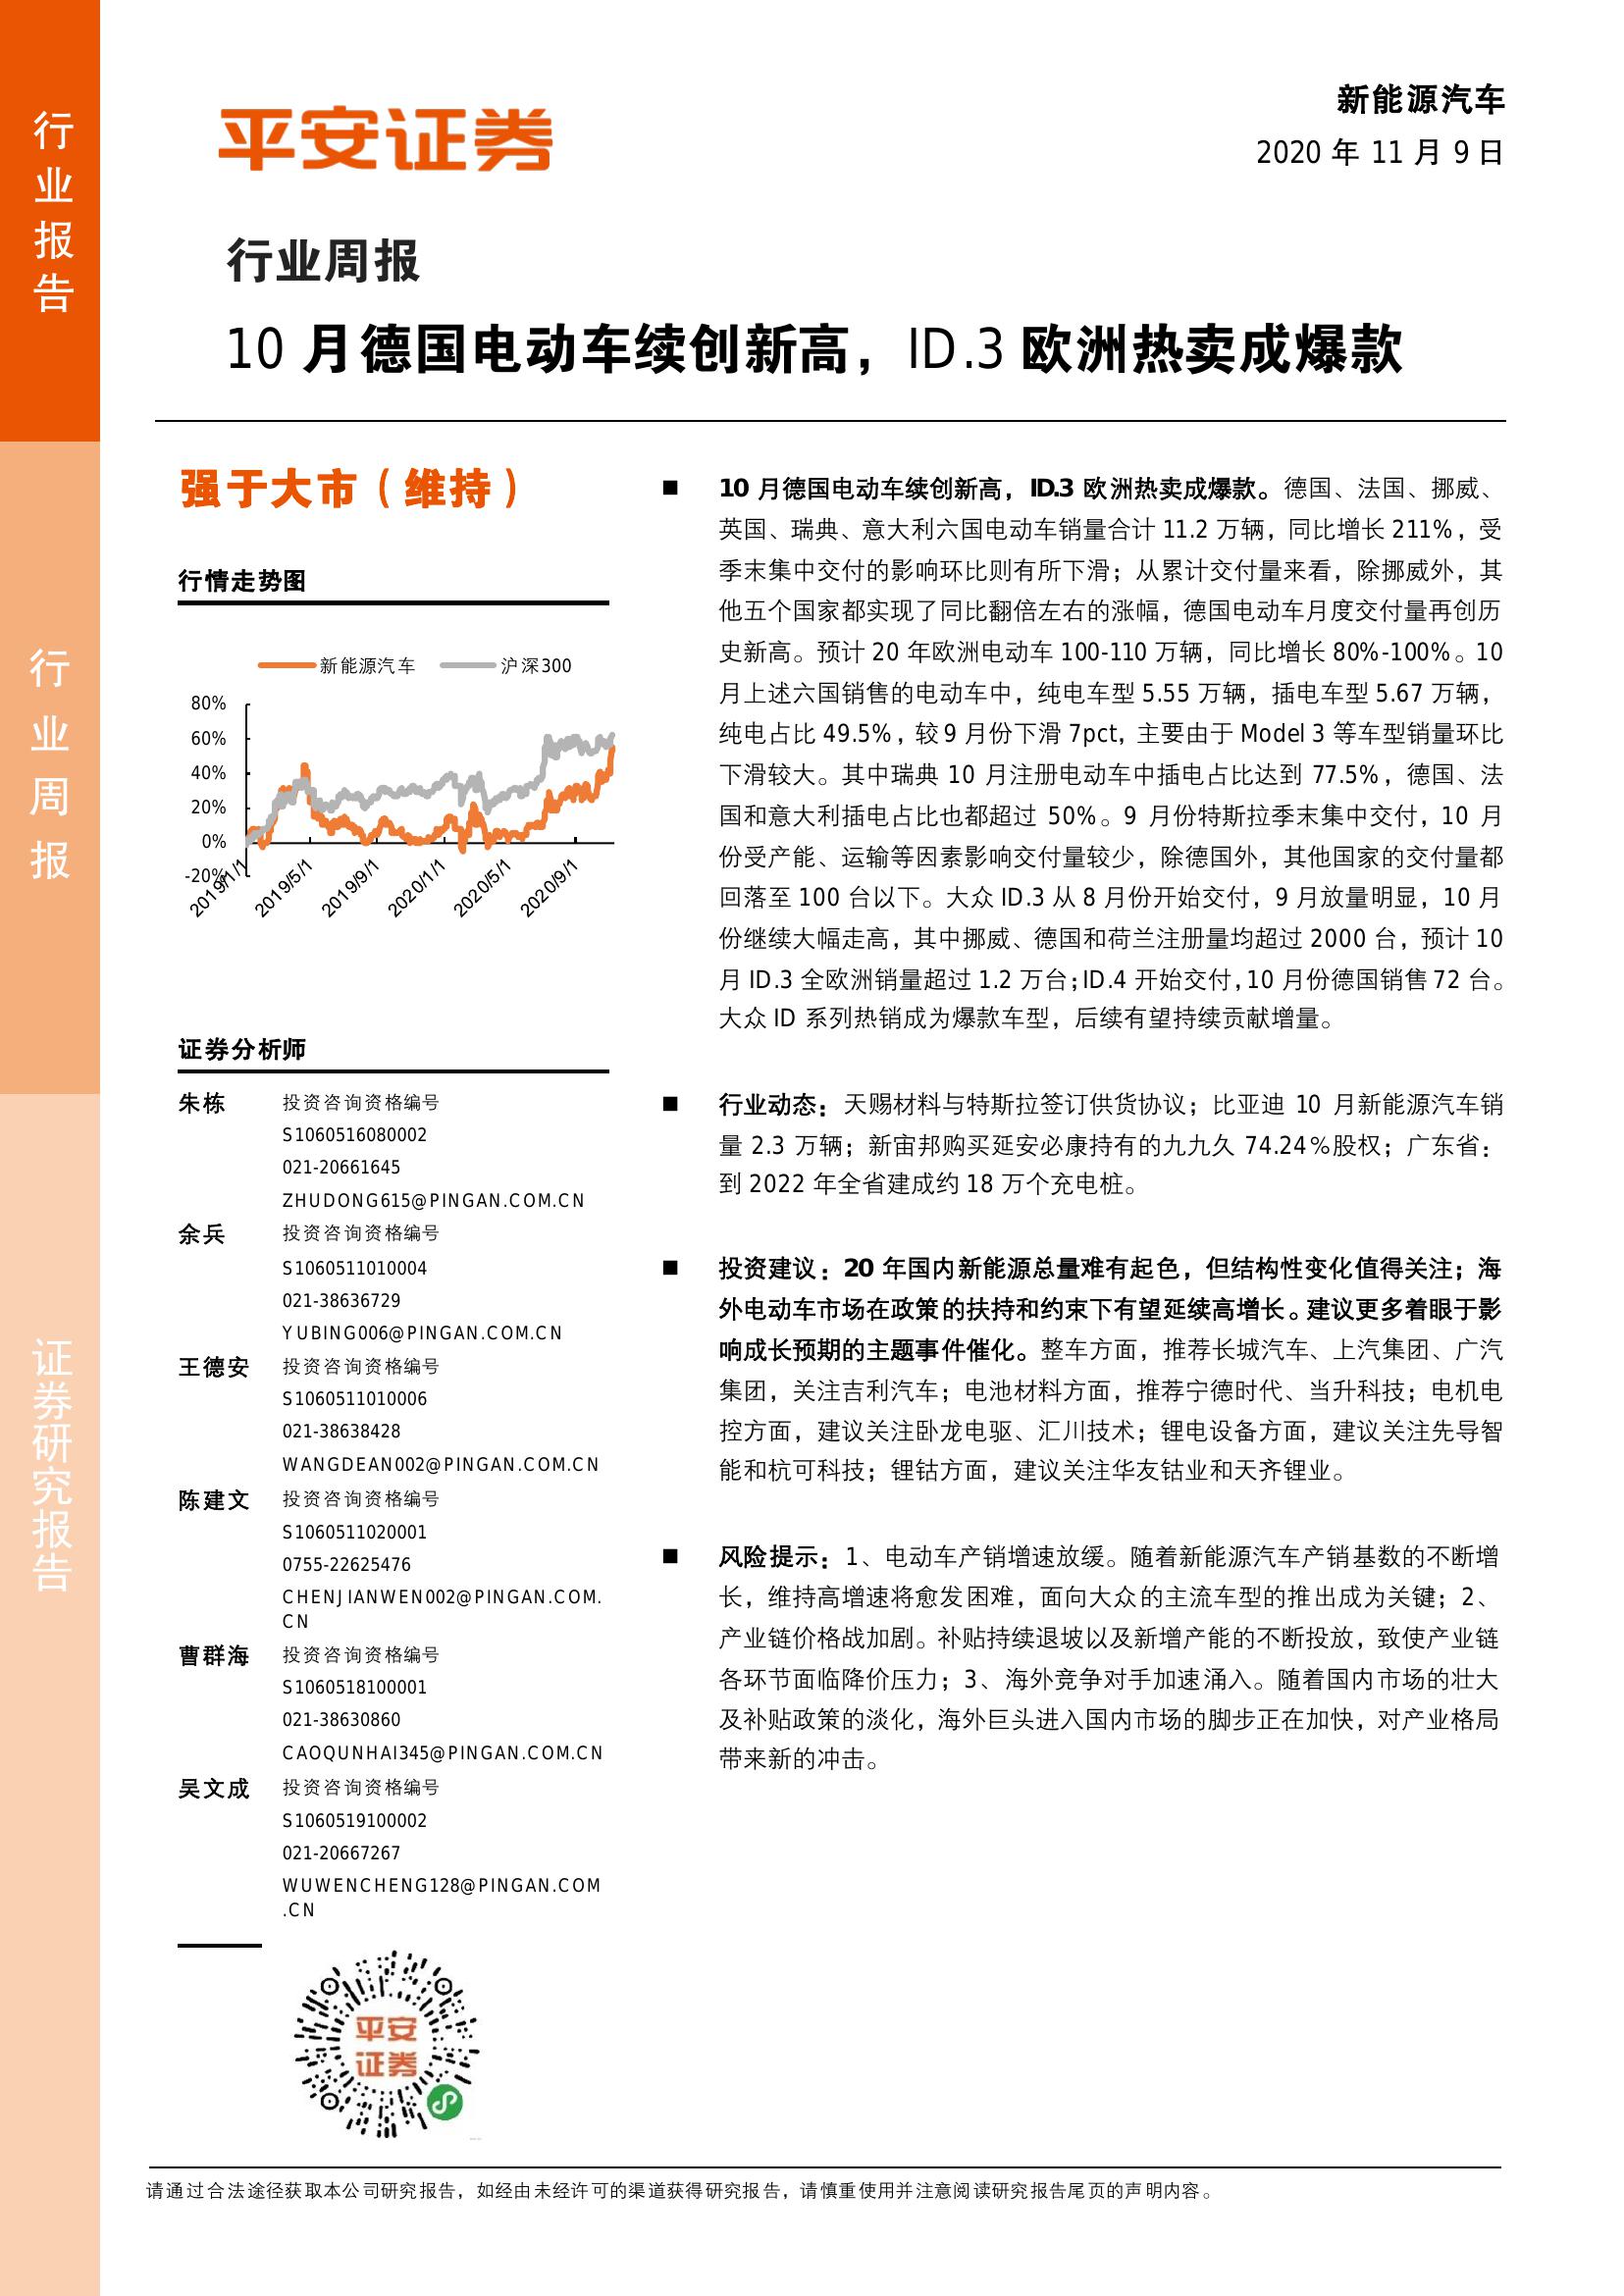 行业报告
行业周报
证券研究报告
平安证券
新能源汽车
2020 年 11 月 9 日
行业周报
10 月德国电动车续创新高，ID.3 欧洲热卖成爆款
强于大市（维持）
行情走势图
新能源汽车 沪深300
80%
60%
40%
20%
0%
-20%
2019/1/1 2019/5/1 2019/9/1 2020/1/1 2020/5/1 2020/9/1
证券分析师
朱栋 投资咨询资格编号
S1060516080002
021-20661645
ZHUDONG615@PINGAN.COM.CN
余兵 投资咨询资格编号
S1060511010004
021-38636729
YUBING006@PINGAN.COM.CN
王德安 投资咨询资格编号
S1060511010006
021-38638428
WANGDEAN002@PINGAN.COM.CN
陈建文 投资咨询资格编号
S1060511020001
0755-22625476
CHENJIANWEN002@PINGAN.COM.
CN
曹群海 投资咨询资格编号
S1060518100001
021-38630860
CAOQUNHAI345@PINGAN.COM.CN
吴文成 投资咨询资格编号
S1060519100002
021-20667267
WUWENCHENG128@PINGAN.COM
.CN
平安
证券
■ 10 月德国电动车续创新高，ID.3 欧洲热卖成爆款。德国、法国、挪威、
英国、瑞典、意大利六国电动车销量合计 11.2 万辆，同比增长 211%，受
季末集中交付的影响环比则有所下滑；从累计交付量来看，除挪威外，其
他五个国家都实现了同比翻倍左右的涨幅，德国电动车月度交付量再创历
史新高。预计 20 年欧洲电动车 100-110 万辆，同比增长 80%-100%。10
月上述六国销售的电动车中，纯电车型 5.55 万辆，插电车型 5.67 万辆，
纯电占比 49.5%，较 9 月份下滑 7pct，主要由于 Model 3 等车型销量环比
下滑较大。其中瑞典 10 月注册电动车中插电占比达到 77.5%，德国、法
国和意大利插电占比也都超过 50%。9 月份特斯拉季末集中交付，10 月
份受产能、运输等因素影响交付量较少，除德国外，其他国家的交付量都
回落至 100 台以下。大众 ID.3 从 8 月份开始交付，9 月放量明显，10 月
份继续大幅走高，其中挪威、德国和荷兰注册量均超过 2000 台，预计 10
月 ID.3 全欧洲销量超过 1.2 万台；ID.4 开始交付，10 月份德国销售 72 台。
大众 ID 系列热销成为爆款车型，后续有望持续贡献增量。
■ 行业动态：天赐材料与特斯拉签订供货协议；比亚迪 10 月新能源汽车销
量 2.3 万辆；新宙邦购买延安必康持有的九九久 74.24%股权；广东省：
到 2022 年全省建成约 18 万个充电桩。
■ 投资建议：20 年国内新能源总量难有起色，但结构性变化值得关注；海
外电动车市场在政策的扶持和约束下有望延续高增长。建议更多着眼于影
响成长预期的主题事件催化。整车方面，推荐长城汽车、上汽集团、广汽
集团，关注吉利汽车；电池材料方面，推荐宁德时代、当升科技；电机电
控方面，建议关注卧龙电驱、汇川技术；锂电设备方面，建议关注先导智
能和杭可科技；锂钴方面，建议关注华友钴业和天齐锂业。
■ 风险提示：1、电动车产销增速放缓。随着新能源汽车产销基数的不断增
长，维持高增速将愈发困难，面向大众的主流车型的推出成为关键；2、
产业链价格战加剧。补贴持续退坡以及新增产能的不断投放，致使产业链
各环节面临降价压力；3、海外竞争对手加速涌入。随着国内市场的壮大
及补贴政策的淡化，海外巨头进入国内市场的脚步正在加快，对产业格局
带来新的冲击。
请通过合法途径获取本公司研究报告，如经由未经许可的渠道获得研究报告，请慎重使用并注意阅读研究报告尾页的声明内容。